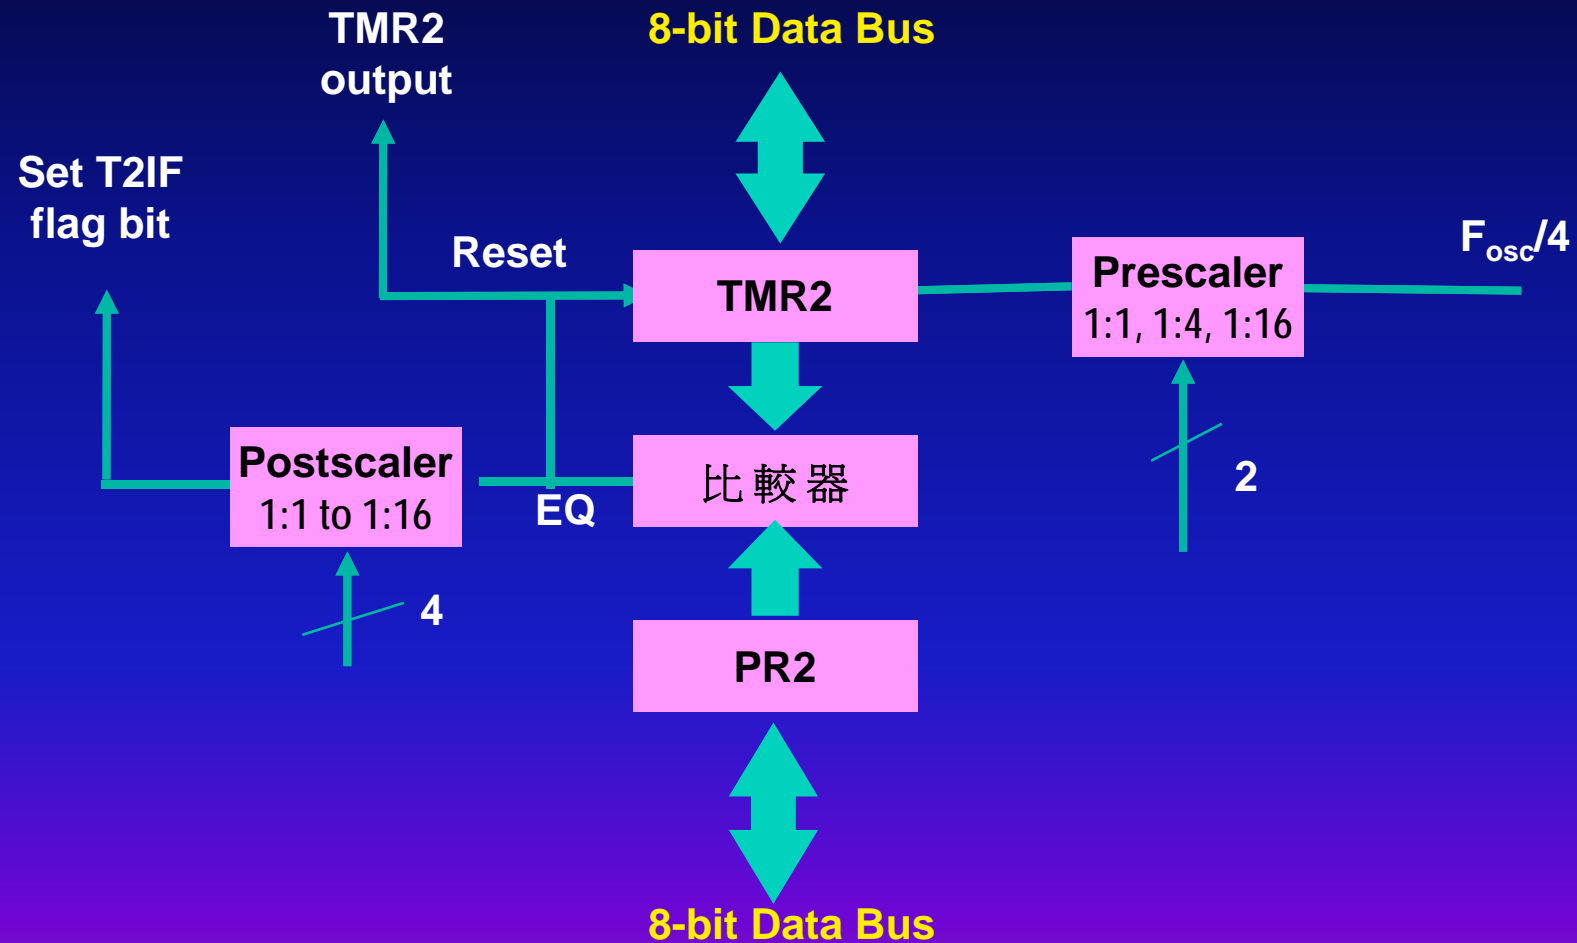 TMR2
output
8-bit Data Bus
Set T2IF
flag bit
Reset
TMR2
Prescaler
1:1, 1:4, 1:16
Fosc/4
Postscaler
1:1 to 1:16
EQ
比較器
2
4
PR2
8-bit Data Bus